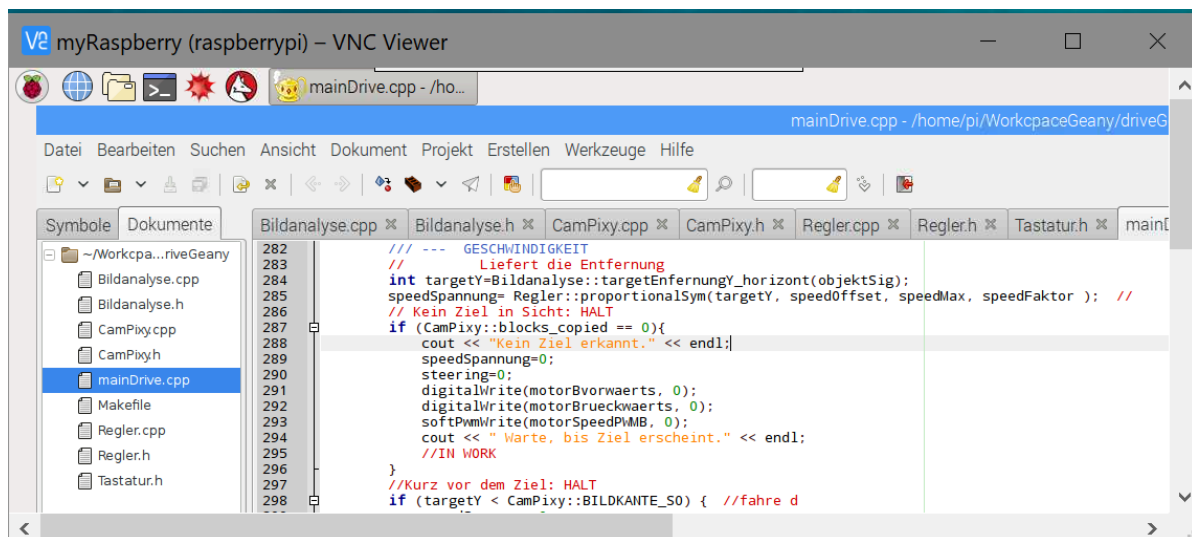 VR myRaspberry (raspberrypi) – VNC Viewer
mainDrive.cpp - /ho...
mainDrive.cpp - /home/pi/WorkcpaceGeany/driveG
Datei Bearbeiten Suchen Ansicht Dokument Projekt Erstellen Werkzeuge Hilfe
Symbole Dokumente Bildanalyse.cpp Bildanalyse.h CamPixy.cpp CamPixy.h Regler.cpp Regler.h Tastatur.h mainD
~/Workcpa...riveGeany
Bildanalyse.cpp
Bildanalyse.h
CamPixy.cpp
CamPixy.h
mainDrive.cpp
Makefile
Regler.cpp
Regler.h
Tastatur.h
282 /// --- GESCHWINDIGKEIT
283 // Liefert die Entfernung
284 int targetY=Bildanalyse::targetEnfernungY_horizont(objektSig);
285 speedSpannung= Regler::proportionalSym(targetY, speedOffset, speedMax, speedFaktor ); //
286 // Kein Ziel in Sicht: HALT
287 if (CamPixy::blocks_copied == 0){
288 cout << "Kein Ziel erkannt." << endl;
289 speedSpannung=0;
290 steering=0;
291 digitalWrite(motorBvorwaerts, 0);
292 digitalWrite(motorBrueckwaerts, 0);
293 softPwmWrite(motorSpeedPWMB, 0);
294 cout << " Warte, bis Ziel erscheint." << endl;
295 //IN WORK
296 }
297 //Kurz vor dem Ziel: HALT
298 if (targetY < CamPixy::BILDKANTE_SO) { //fahre d